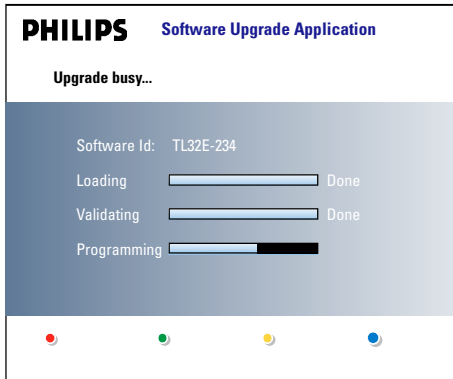 PHILIPS Software Upgrade Application
Upgrade busy...
Software Id: TL32E-234
Loading Done
Validating Done
Programming